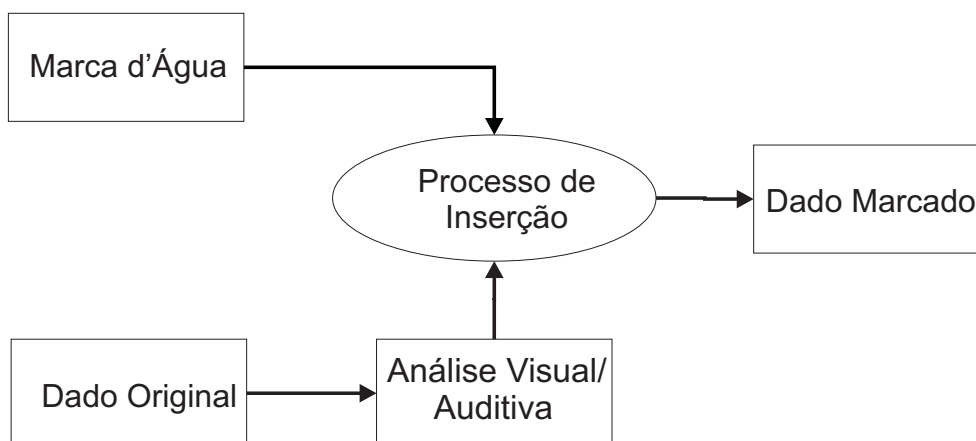 Marca d’Água
Processo de
Inserção
Dado Marcado
Dado Original
Análise Visual/
Auditiva